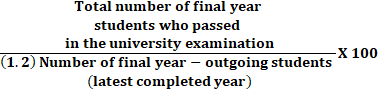 Total number of final year
students who passed
in the university examination
X 100
(1. 2) Number of final year − outgoing students
(latest completed year)